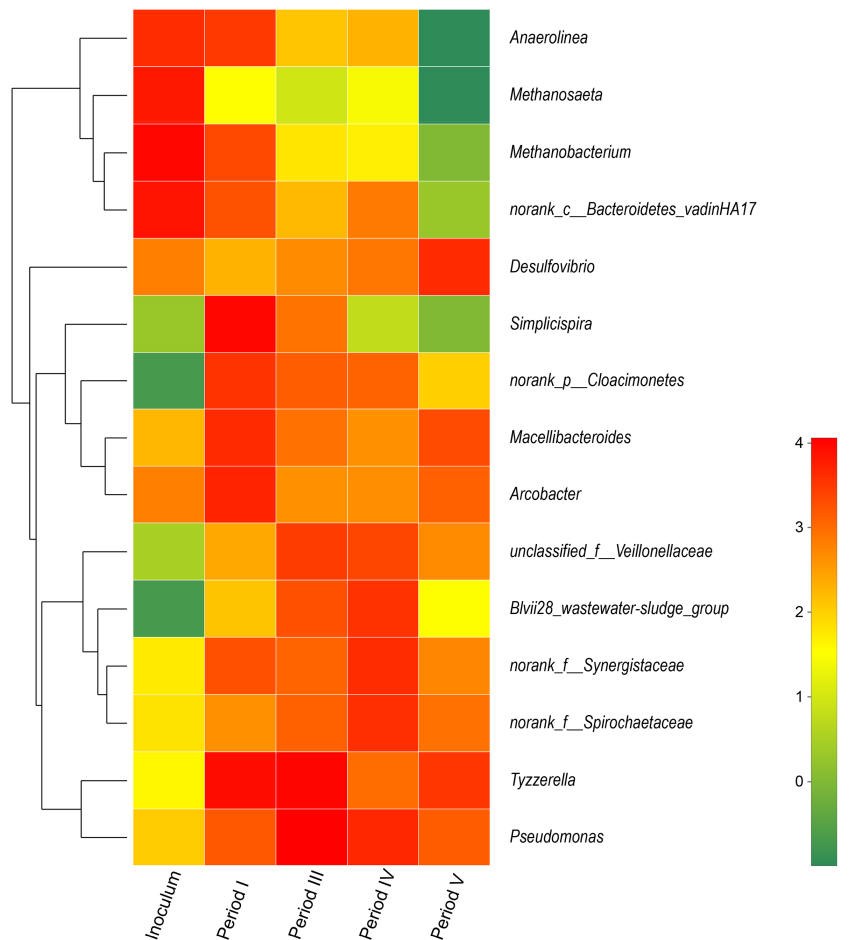 Anaerolinea
Methanosaeta
Methanobacterium
norank_c__Bacteroidetes_vadinHA17
Desulfovibrio
Simplicispira
norank_p__Cloacimonetes
Macellibacteroides
Arcobacter
unclassified_f__Veillonellaceae
Blvii28_wastewater-sludge_group
norank_f__Synergistaceae
norank_f__Spirochaetaceae
Tyzzerella
Pseudomonas
4
3
2
1
0
Inoculum
Period I
Period III
Period IV
Period V